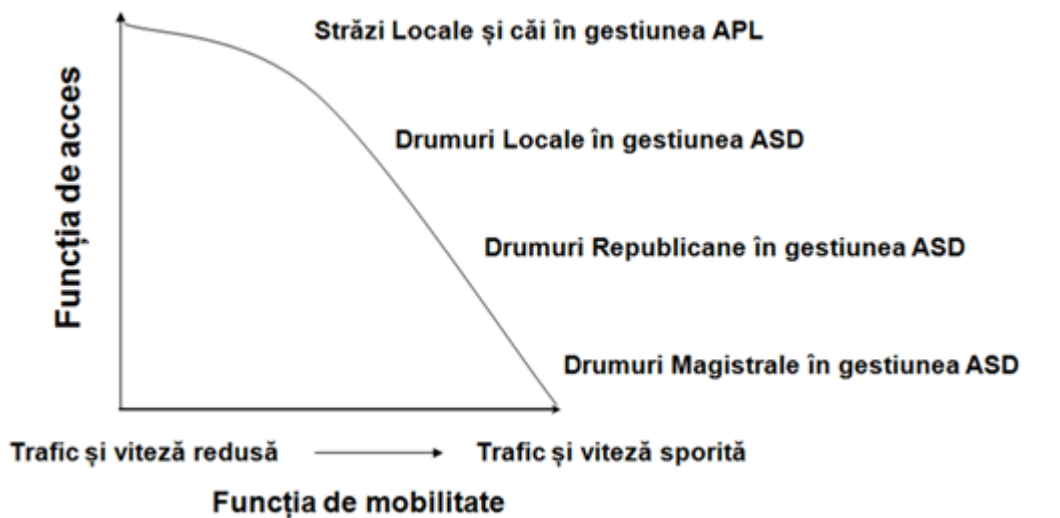 Străzi Locale și căi în gestiunea APL
Funcția de acces
Drumuri Locale în gestiunea ASD
Drumuri Republicane în gestiunea ASD
Drumuri Magistrale în gestiunea ASD
Trafic și viteză redusă
Trafic și viteză sporită
Funcția de mobilitate